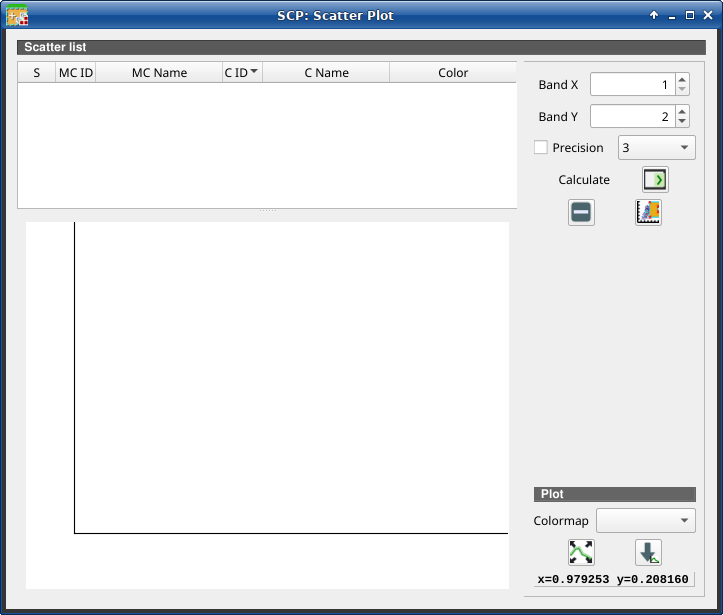 SCP: Scatter Plot
Scatter list
S MC ID MC Name C ID C Name Color
Band X 1
Band Y 2
Precision 3
Calculate
Plot
Colormap
x=0.979253 y=0.208160